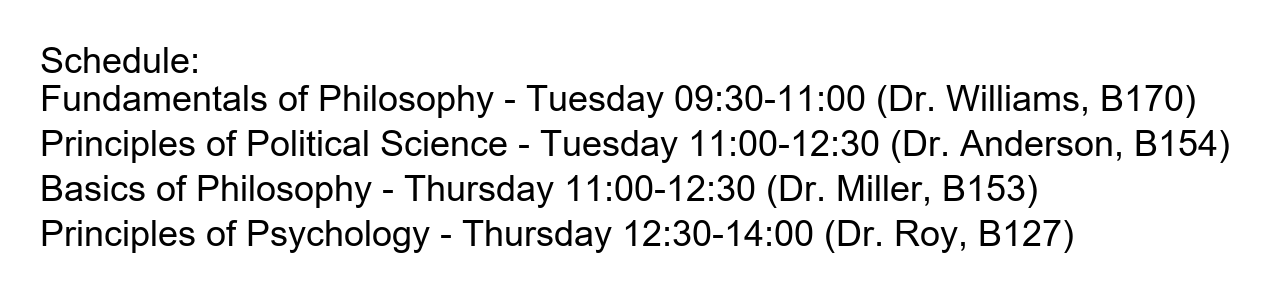 Schedule:
Fundamentals of Philosophy - Tuesday 09:30-11:00 (Dr. Williams, B170)
Principles of Political Science - Tuesday 11:00-12:30 (Dr. Anderson, B154)
Basics of Philosophy - Thursday 11:00-12:30 (Dr. Miller, B153)
Principles of Psychology - Thursday 12:30-14:00 (Dr. Roy, B127)